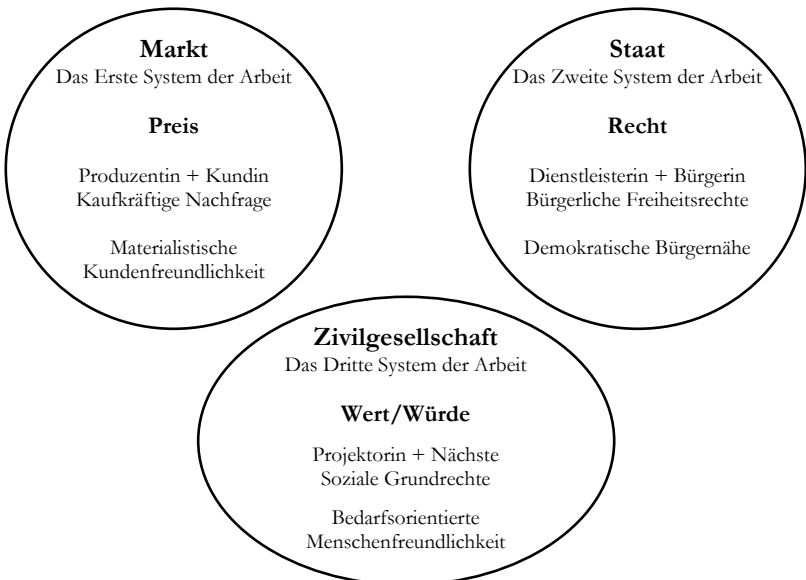 Markt
Das Erste System der Arbeit
Preis
Produzentin + Kundin
Kaufkräftige Nachfrage
Materialistische
Kundenfreundlichkeit
Staat
Das Zweite System der Arbeit
Recht
Dienstleisterin + Bürgerin
Bürgerliche Freiheitsrechte
Demokratische Bürgernähe
Zivilgesellschaft
Das Dritte System der Arbeit
Wert/Würde
Projektorin + Nächste
Soziale Grundrechte
Bedarfsorientierte
Menschenfreundlichkeit